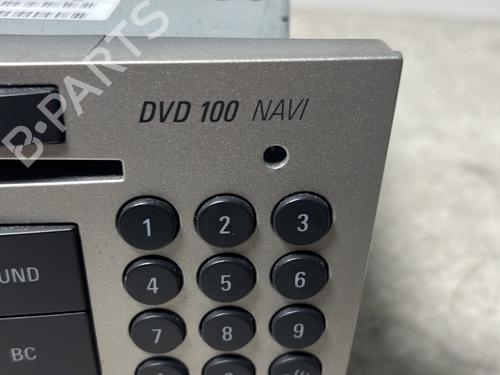 B-PARTS
DVD 100 NAVI
1 2 3
4 5 6
UND
7 8 9
BC